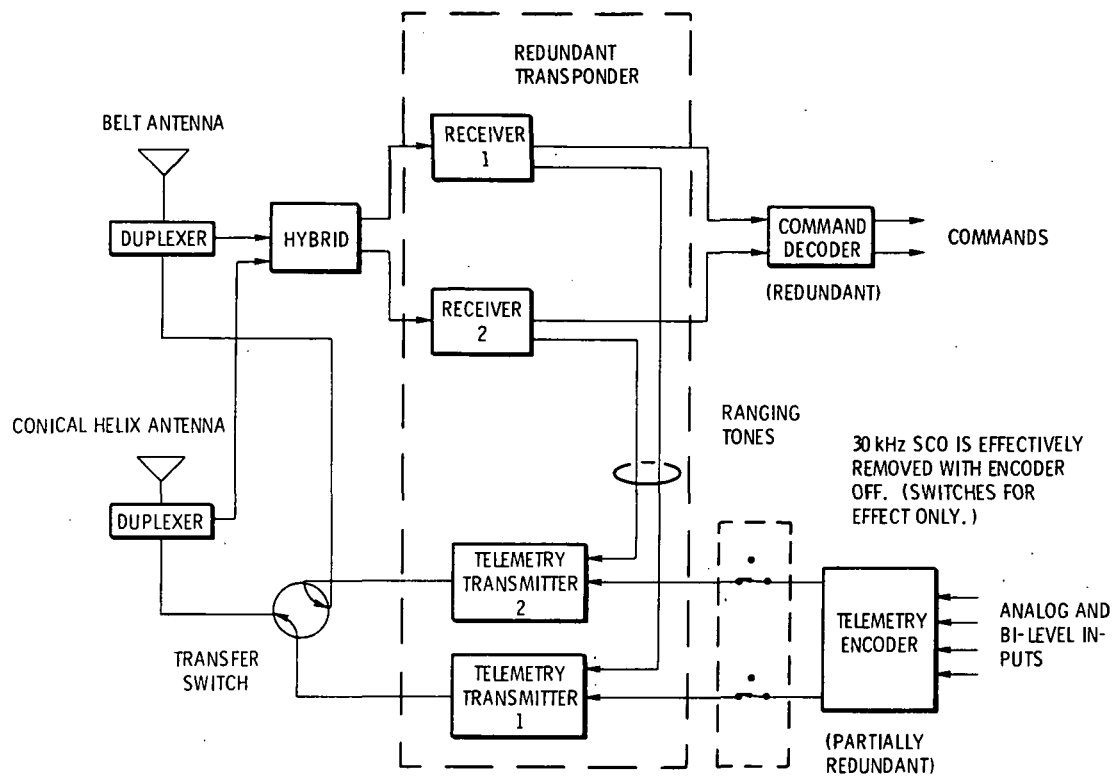 REDUNDANT
TRANSPONDER
BELT ANTENNA
RECEIVER
1
DUPLEXER
HYBRID
COMMAND
DECODER
COMMANDS
(REDUNDANT)
RECEIVER
2
CONICAL HELIX ANTENNA
RANGING
TONES
30 kHz SCO IS EFFECTIVELY
REMOVED WITH ENCODER
OFF. (SWITCHES FOR
EFFECT ONLY.)
DUPLEXER
TELEMETRY
TRANSMITTER
2
TELEMETRY
ENCODER
ANALOG AND
BI-LEVEL IN-
PUTS
TRANSFER
SWITCH
TELEMETRY
TRANSMITTER
1
(PARTIALLY
REDUNDANT)